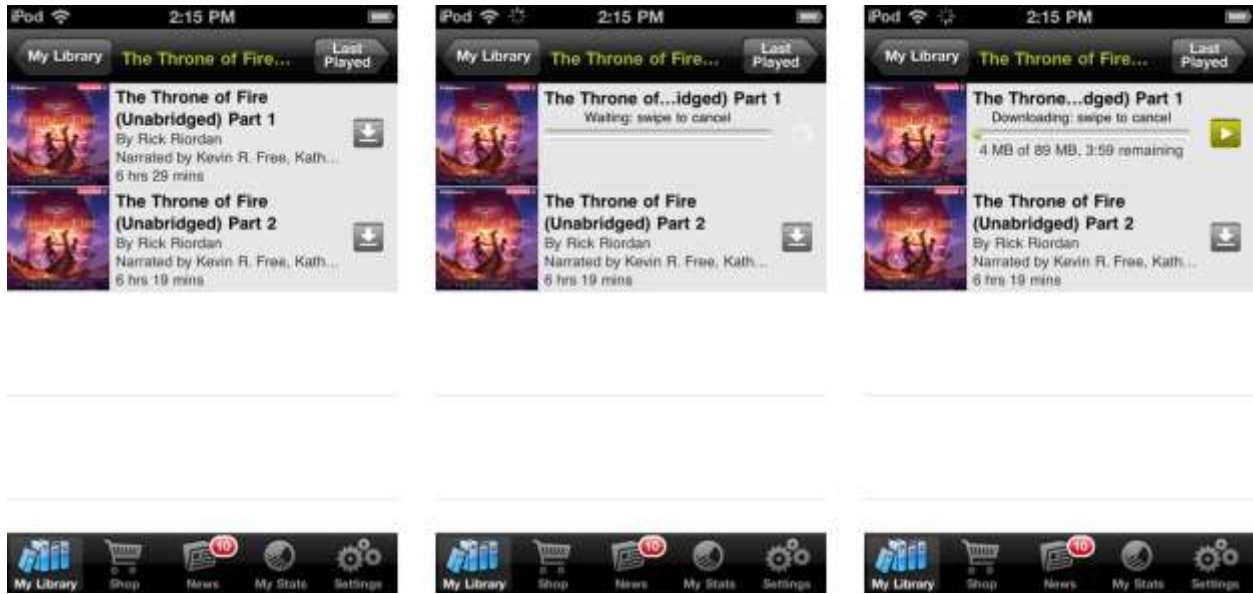 iPod 2:15 PM
My Library The Throne of Fire... Last Played
The Throne of Fire
(Unabridged) Part 1
By Rick Riordan
Narrated by Kevin R. Free, Kath...
6 hrs 29 mins
The Throne of Fire
(Unabridged) Part 2
By Rick Riordan
Narrated by Kevin R. Free, Kath...
6 hrs 19 mins
10
My Library Shop News My Stats Settings
iPod 2:15 PM
My Library The Throne of Fire... Last Played
The Throne of...idged) Part 1
Waiting: swipe to cancel
The Throne of Fire
(Unabridged) Part 2
By Rick Riordan
Narrated by Kevin R. Free, Kath...
6 hrs 19 mins
10
My Library Shop News My Stats Settings
iPod 2:15 PM
My Library The Throne of Fire... Last Played
The Throne...dged) Part 1
Downloading: swipe to cancel
4 MB of 89 MB, 3:59 remaining
The Throne of Fire
(Unabridged) Part 2
By Rick Riordan
Narrated by Kevin R. Free, Kath...
6 hrs 19 mins
10
My Library Shop News My Stats Settings